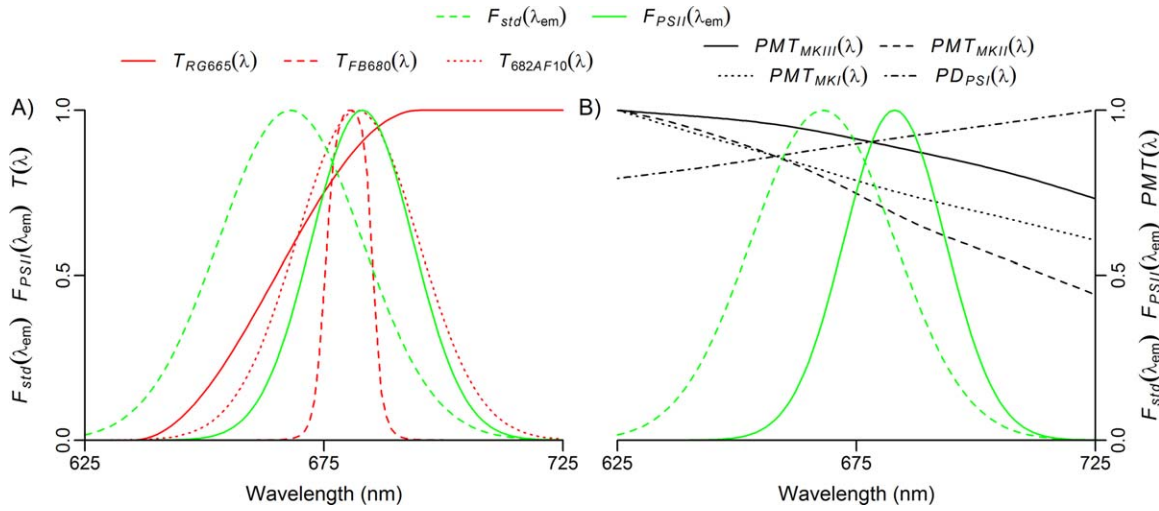 F_std(λ_em) F_PSII(λ_em)
T_RG665(λ) T_FB680(λ) T_682AF10(λ)
PMT_MKIII(λ) PMT_MKII(λ)
PMT_MKI(λ) PD_PSI(λ)
A)
F_std(λ_em) F_PSII(λ_em) T(λ)
1.0
0.5
0.0
625 675 725
Wavelength (nm)
B)
1.0
0.5
0.0
625 675 725
Wavelength (nm)
F_std(λ_em) F_PSII(λ_em) PMT(λ)